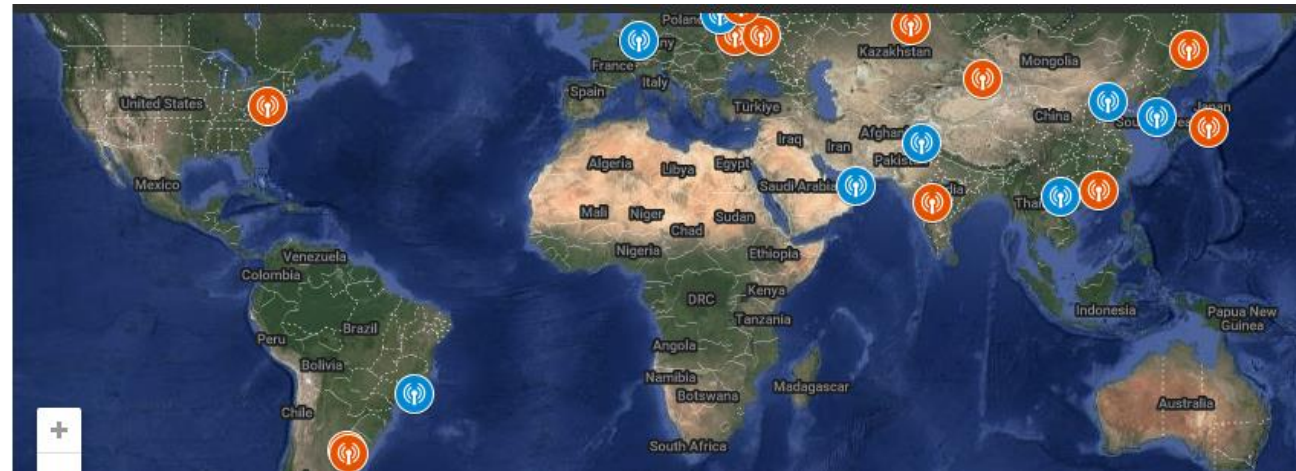 Poland
Kazakhstan
Mongolia
France
Italy
Spain
Türkiye
United States
China
Japan
Iraq
Iran
Algeria
Libya
Egypt
Saudi Arabia
Mexico
Mali
Niger
Chad
Sudan
Nigeria
Ethiopia
Venezuela
Colombia
DRC
Kenya
Tanzania
Indonesia
Papua New
Guinea
Peru
Brazil
Bolivia
Angola
Namibia
Botswana
Madagascar
Chile
Australia
South Africa
+